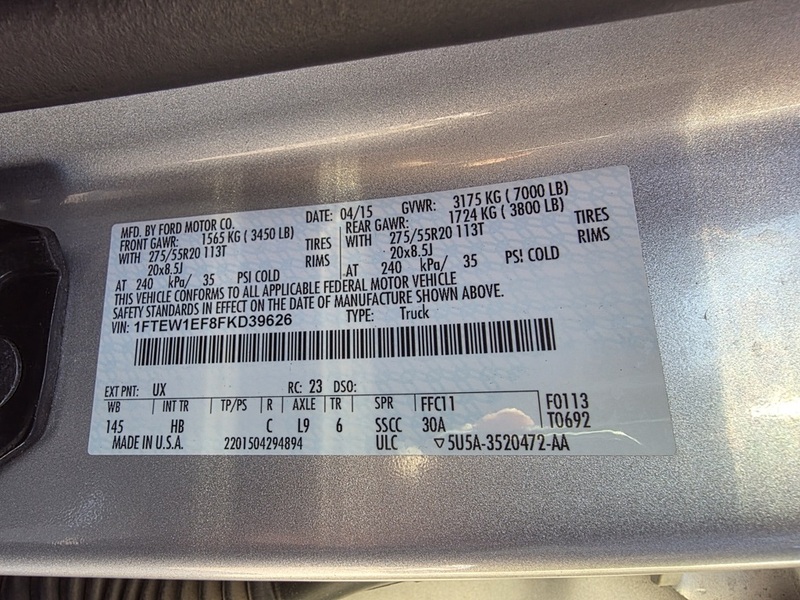 MFD. BY FORD MOTOR CO. DATE: 04/15 GVWR: 3175 KG ( 7000 LB)
FRONT GAWR: 1565 KG ( 3450 LB) REAR GAWR: 1724 KG ( 3800 LB)
WITH 275/55R20 113T TIRES WITH 275/55R20 113T TIRES
20x8.5J RIMS 20x8.5J RIMS
AT 240 kPa/ 35 PSI COLD AT 240 kPa/ 35 PSI COLD
THIS VEHICLE CONFORMS TO ALL APPLICABLE FEDERAL MOTOR VEHICLE
SAFETY STANDARDS IN EFFECT ON THE DATE OF MANUFACTURE SHOWN ABOVE.
VIN: 1FTEW1EF8FKD39626 TYPE: Truck
EXT PNT: UX RC: 23 DSO:
WB INT TR TP/PS R AXLE TR SPR FFC11 F0113
145 HB C L9 6 SSCC 30A T0692
MADE IN U.S.A. 2201504294894 ULC ▽5U5A-3520472-AA